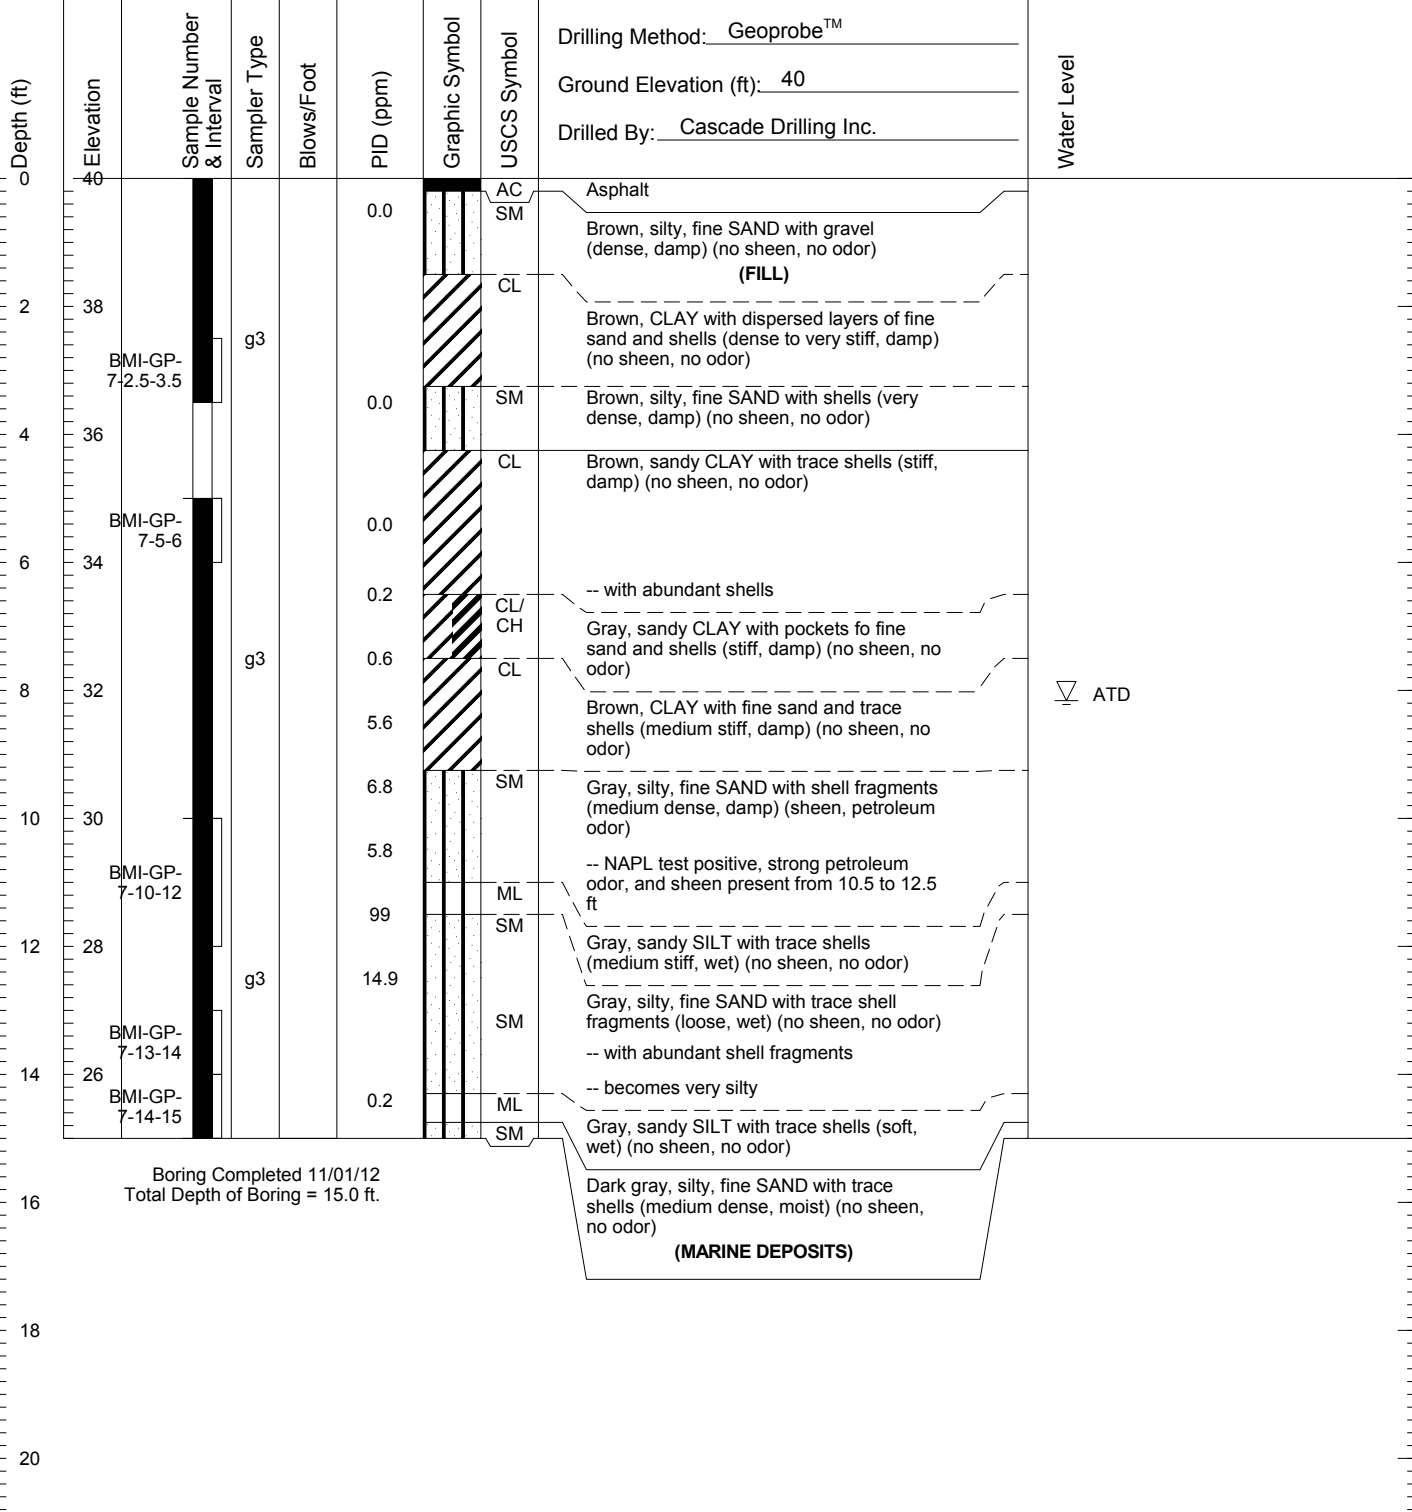 Depth (ft)
Elevation
Sample Number
& Interval
Sampler Type
Blows/Foot
PID (ppm)
Graphic Symbol
USCS Symbol
Drilling Method: Geoprobe™
Ground Elevation (ft): 40
Drilled By: Cascade Drilling Inc.
Water Level
0
40
AC
Asphalt
0.0
SM
Brown, silty, fine SAND with gravel
(dense, damp) (no sheen, no odor)
(FILL)
CL
2
38
Brown, CLAY with dispersed layers of fine
sand and shells (dense to very stiff, damp)
(no sheen, no odor)
g3
BMI-GP-
7-2.5-3.5
0.0
SM
Brown, silty, fine SAND with shells (very
dense, damp) (no sheen, no odor)
4
36
CL
Brown, sandy CLAY with trace shells (stiff,
damp) (no sheen, no odor)
BMI-GP-
7-5-6
0.0
6
34
-- with abundant shells
0.2
CL/
CH
Gray, sandy CLAY with pockets fo fine
sand and shells (stiff, damp) (no sheen, no
odor)
g3
0.6
CL
8
32
ATD
Brown, CLAY with fine sand and trace
shells (medium stiff, damp) (no sheen, no
odor)
5.6
6.8
SM
Gray, silty, fine SAND with shell fragments
(medium dense, damp) (sheen, petroleum
odor)
10
30
5.8
-- NAPL test positive, strong petroleum
odor, and sheen present from 10.5 to 12.5
ft
BMI-GP-
7-10-12
ML
99
SM
12
28
Gray, sandy SILT with trace shells
(medium stiff, wet) (no sheen, no odor)
g3
14.9
Gray, silty, fine SAND with trace shell
fragments (loose, wet) (no sheen, no odor)
SM
BMI-GP-
7-13-14
-- with abundant shell fragments
14
26
-- becomes very silty
BMI-GP-
7-14-15
0.2
ML
Gray, sandy SILT with trace shells (soft,
wet) (no sheen, no odor)
SM
Boring Completed 11/01/12
Total Depth of Boring = 15.0 ft.
Dark gray, silty, fine SAND with trace
shells (medium dense, moist) (no sheen,
no odor)
(MARINE DEPOSITS)
16
18
20